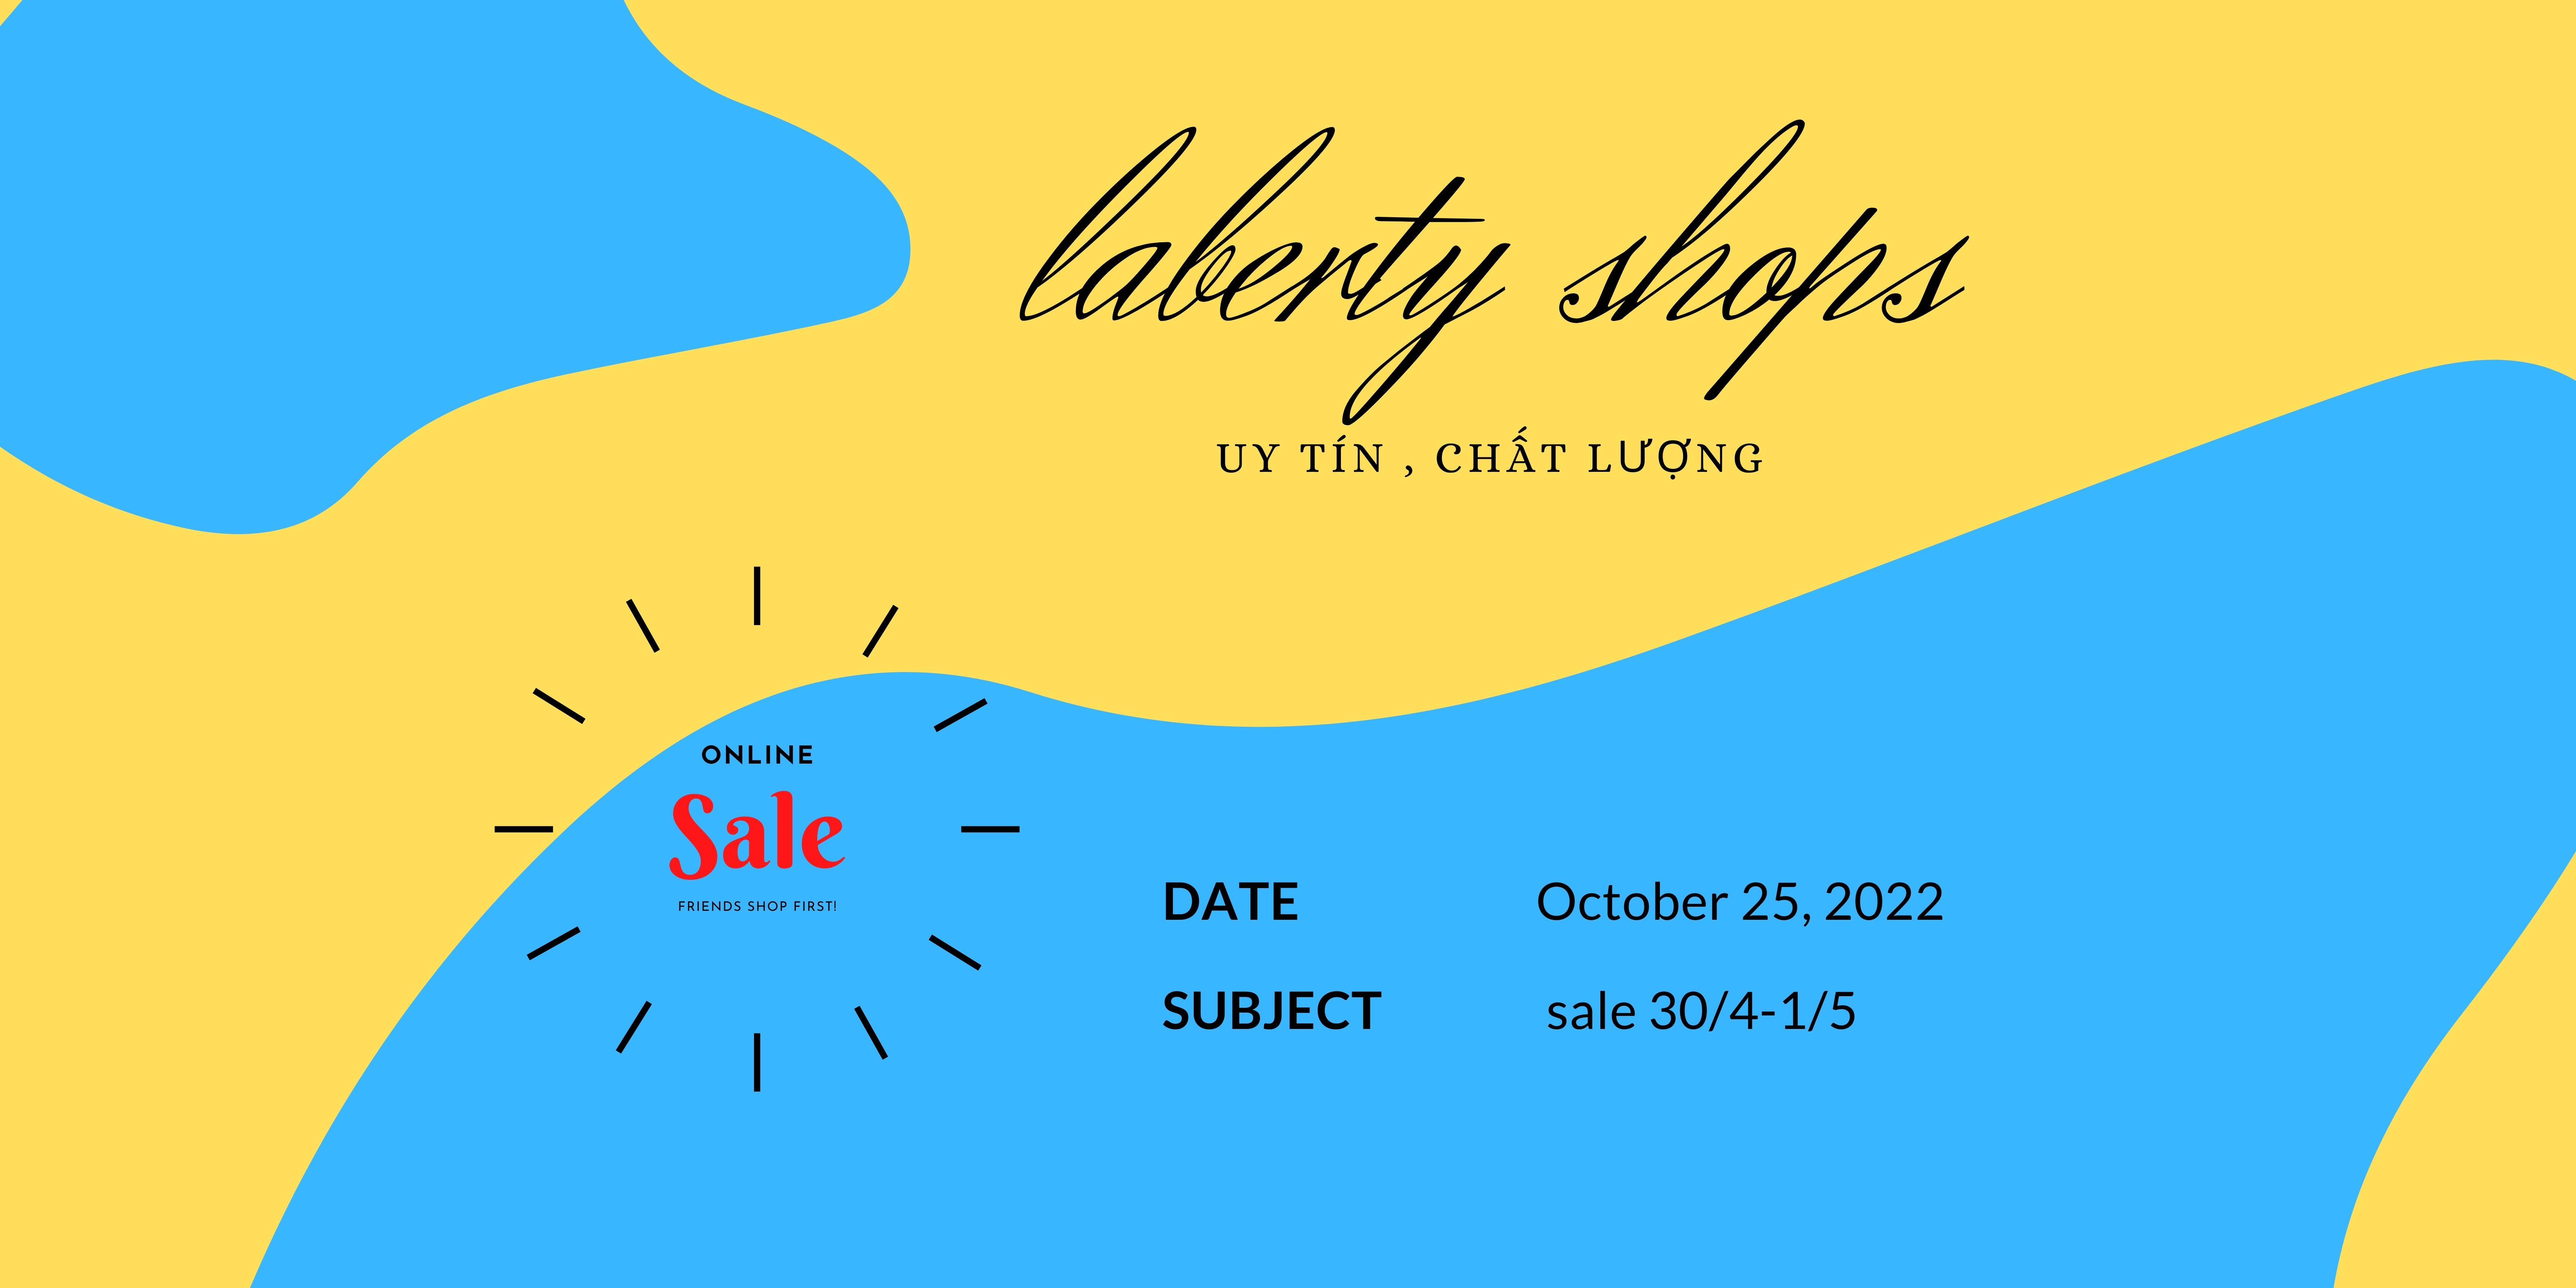 laberty shops
UY TÍN , CHẤT LƯỢNG
ONLINE
Sale
FRIENDS SHOP FIRST!
DATE October 25, 2022
SUBJECT sale 30/4-1/5